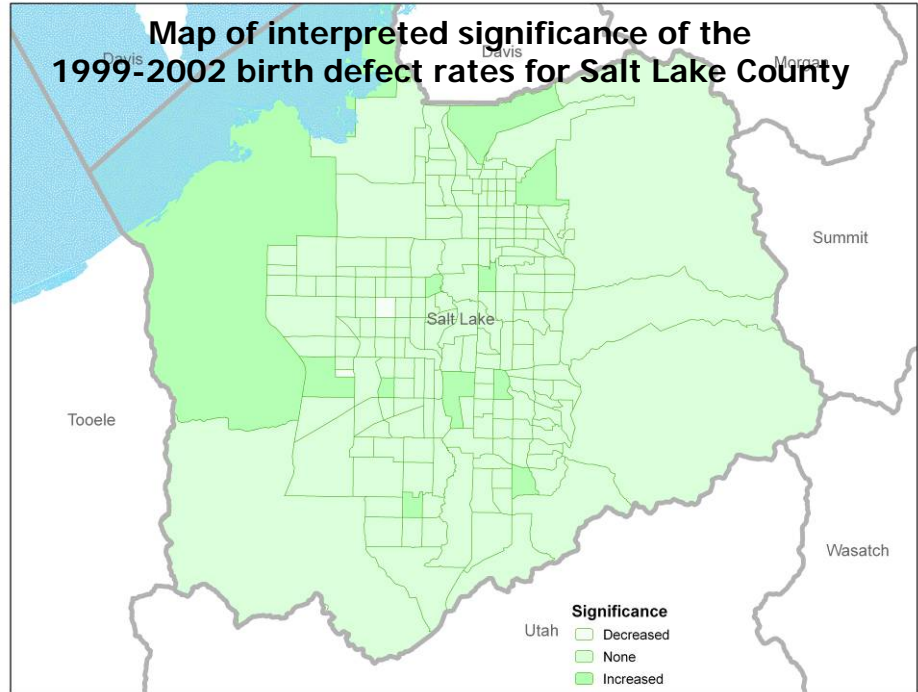 Map of interpreted significance of the
1999-2002 birth defect rates for Salt Lake County
Davis
Davis
Morgan
Summit
Salt Lake
Tooele
Wasatch
Utah
Significance
Decreased
None
Increased